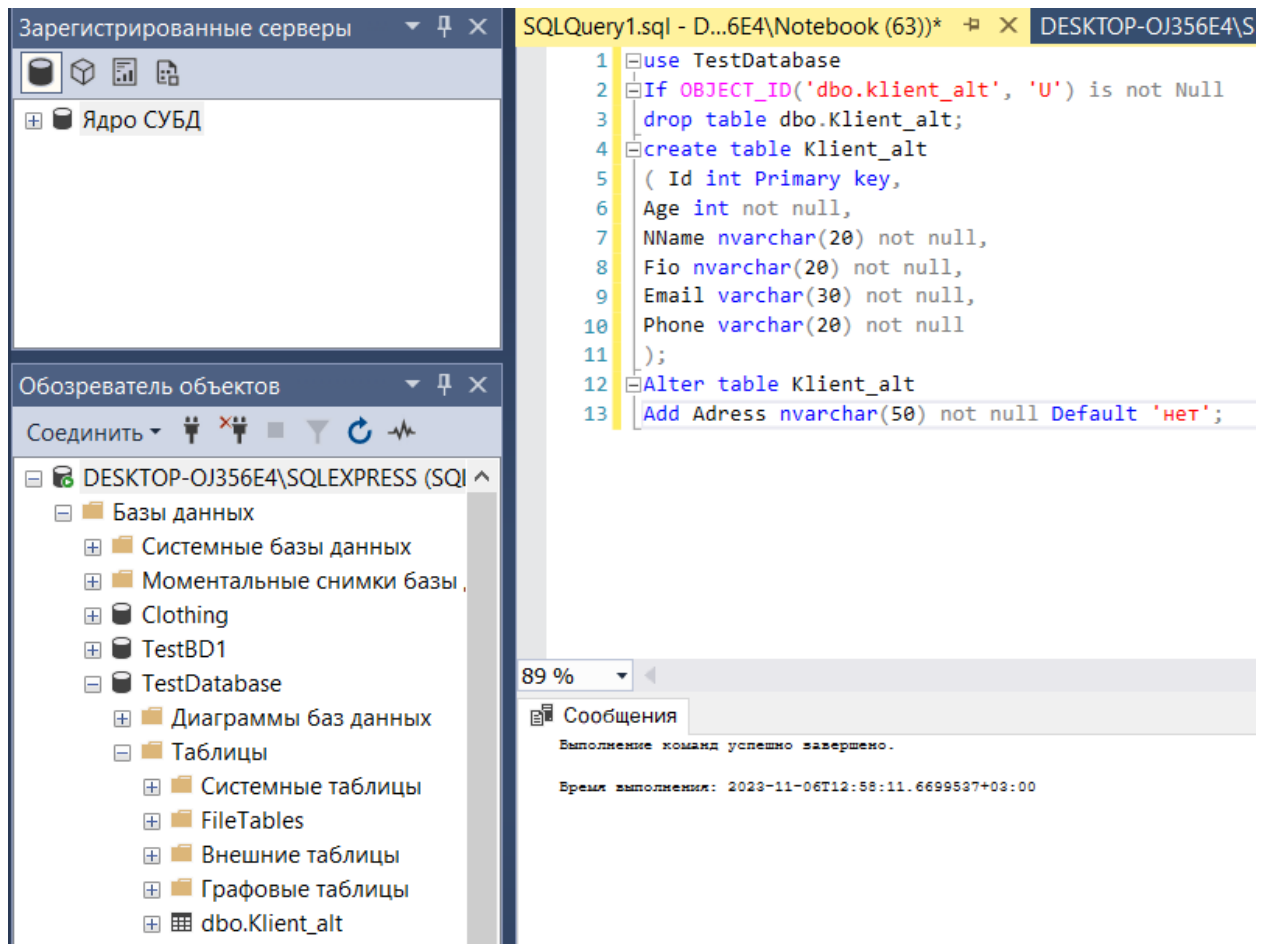 Зарегистрированные серверы
Ядро СУБД
Обозреватель объектов
Соединить
DESKTOP-OJ356E4\SQLEXPRESS (SQl
Базы данных
Системные базы данных
Моментальные снимки базы
Clothing
TestBD1
TestDatabase
Диаграммы баз данных
Таблицы
Системные таблицы
FileTables
Внешние таблицы
Графовые таблицы
dbo.Klient_alt
SQLQuery1.sql - D...6E4\Notebook (63))*
DESKTOP-OJ356E4\S
1 use TestDatabase
2 If OBJECT_ID('dbo.klient_alt', 'U') is not Null
3 drop table dbo.Klient_alt;
4 create table Klient_alt
5 ( Id int Primary key,
6 Age int not null,
7 NName nvarchar(20) not null,
8 Fio nvarchar(20) not null,
9 Email varchar(30) not null,
10 Phone varchar(20) not null
11 );
12 Alter table Klient_alt
13 Add Adress nvarchar(50) not null Default 'нет';
89 %
Сообщения
Выполнение команд успешно завершено.
Время выполнения: 2023-11-06T12:58:11.6699537+03:00